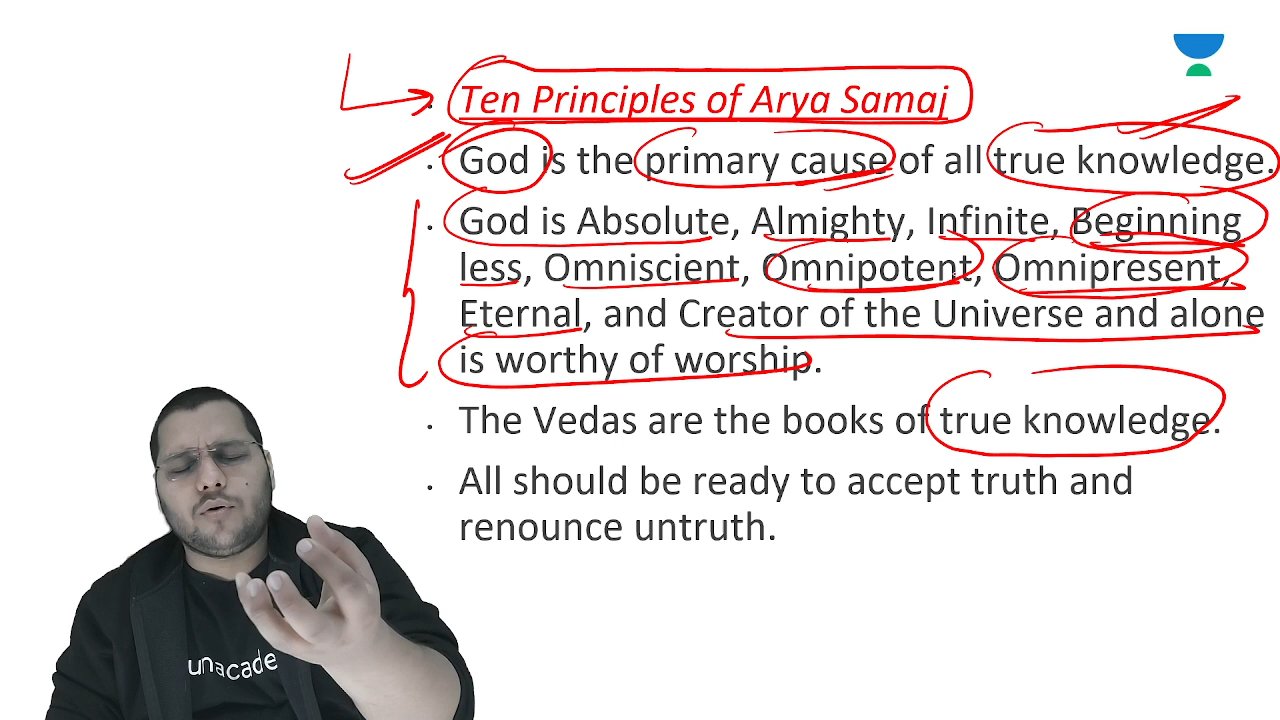 Ten Principles of Arya Samaj
God is the primary cause of all true knowledge.
God is Absolute, Almighty, Infinite, Beginning
less, Omniscient, Omnipotent, Omnipresent,
Eternal, and Creator of the Universe and alone
is worthy of worship.
The Vedas are the books of true knowledge.
All should be ready to accept truth and
renounce untruth.
unacade